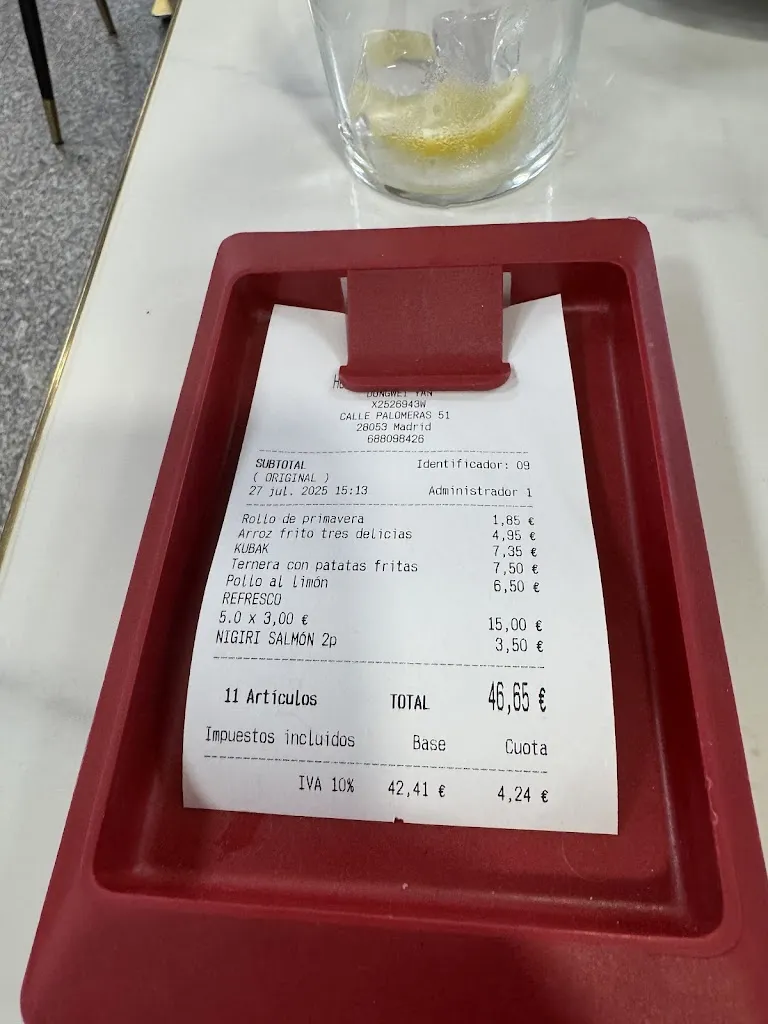 DONGWEI YAN
X2526943W
CALLE PALOMERAS 51
28053 Madrid
688098426
SUBTOTAL Identificador: 09
( ORIGINAL )
27 jul. 2025 15:13 Administrador 1
Rollo de primavera 1,85 €
Arroz frito tres delicias 4,95 €
KUBAK 7,35 €
Ternera con patatas fritas 7,50 €
Pollo al limón 6,50 €
REFRESCO
5.0 x 3,00 € 15,00 €
NIGIRI SALMÓN 2p 3,50 €
11 Artículos TOTAL 46,65 €
Impuestos incluidos Base Cuota
IVA 10% 42,41 € 4,24 €